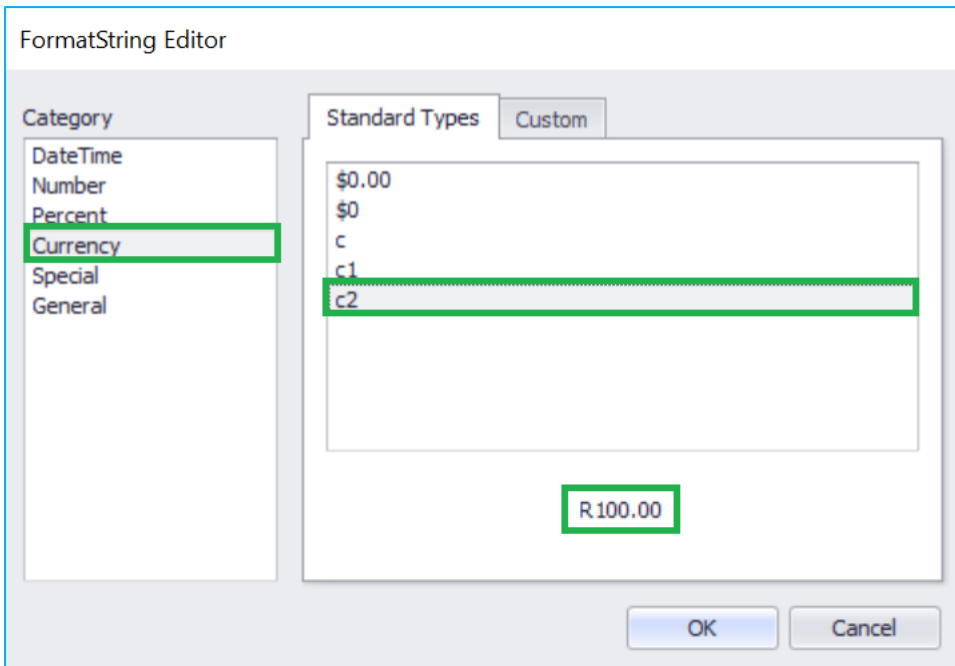 FormatString Editor
Category
DateTime
Number
Percent
Currency
Special
General
Standard Types
Custom
$0.00
$0
c
c1
c2
R100.00
OK
Cancel